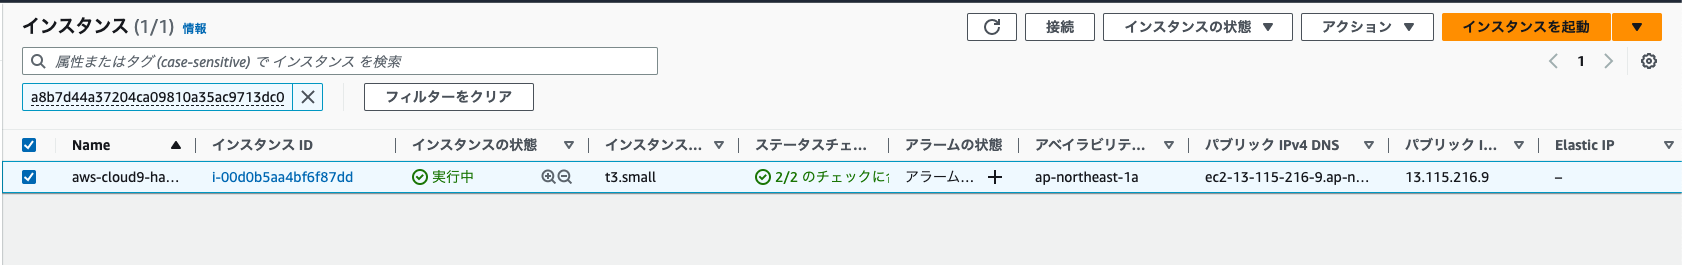 インスタンス (1/1) 情報 接続 インスタンスの状態 アクション インスタンスを起動
属性またはタグ (case-sensitive) で インスタンス を検索 1
a8b7d44a37204ca09810a35ac9713dc0 フィルターをクリア
Name インスタンス ID インスタンスの状態 インスタンス... ステータスチェ... アラームの状態 アベイラビリテ... パブリック IPv4 DNS パブリック I... Elastic IP
aws-cloud9-ha... i-00d0b5aa4bf6f87dd 実行中 t3.small 2/2 のチェックに アラーム... ap-northeast-1a ec2-13-115-216-9.ap-n... 13.115.216.9 –